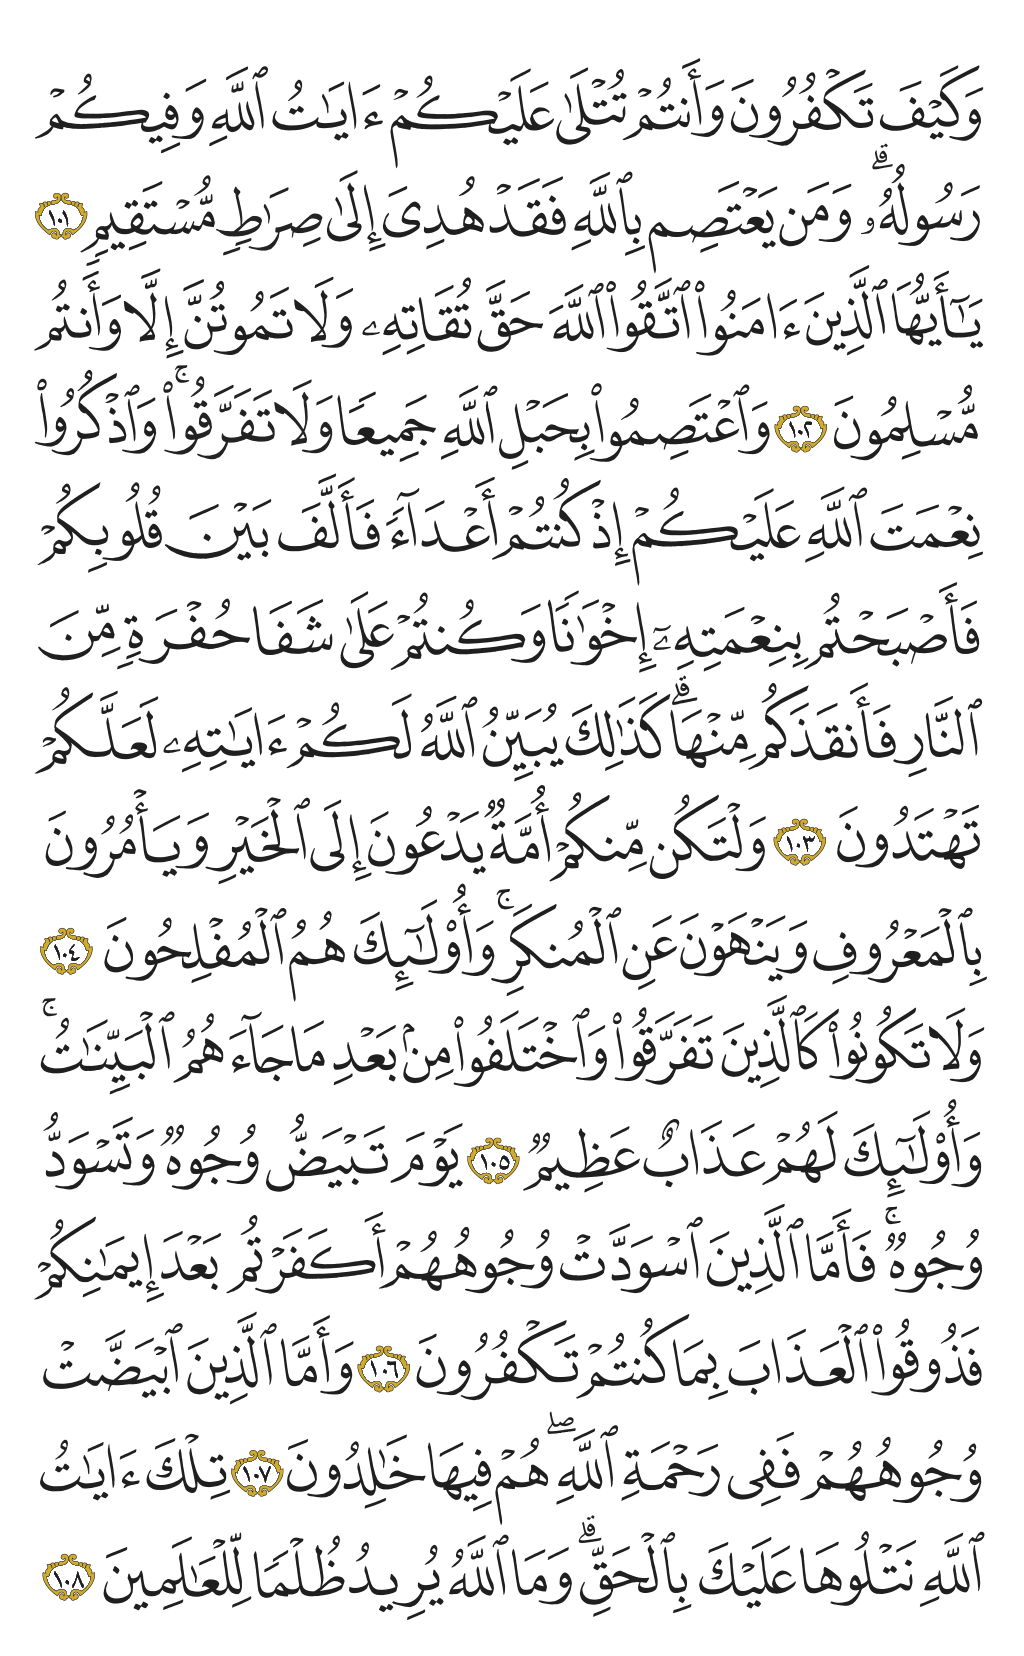 وَكَيْفَ تَكْفُرُونَ وَأَنتُمْ تُتْلَىٰ عَلَيْكُمْ ءَايَـٰتُ ٱللَّهِ وَفِيكُمْ
رَسُولُهُۥ ۗ وَمَن يَعْتَصِم بِٱللَّهِ فَقَدْ هُدِىَ إِلَىٰ صِرَٰطٍ مُّسْتَقِيمٍ ١٠١
يَـٰٓأَيُّهَا ٱلَّذِينَ ءَامَنُوا۟ ٱتَّقُوا۟ ٱللَّهَ حَقَّ تُقَاتِهِۦ وَلَا تَمُوتُنَّ إِلَّا وَأَنتُم
مُّسْلِمُونَ ١٠٢ وَٱعْتَصِمُوا۟ بِحَبْلِ ٱللَّهِ جَمِيعًا وَلَا تَفَرَّقُوا۟ ۚ وَٱذْكُرُوا۟
نِعْمَتَ ٱللَّهِ عَلَيْكُمْ إِذْ كُنتُمْ أَعْدَآءً فَأَلَّفَ بَيْنَ قُلُوبِكُمْ
فَأَصْبَحْتُم بِنِعْمَتِهِۦٓ إِخْوَٰنًا وَكُنتُمْ عَلَىٰ شَفَا حُفْرَةٍ مِّنَ
ٱلنَّارِ فَأَنقَذَكُم مِّنْهَا ۗ كَذَٰلِكَ يُبَيِّنُ ٱللَّهُ لَكُمْ ءَايَـٰتِهِۦ لَعَلَّكُمْ
تَهْتَدُونَ ١٠٣ وَلْتَكُن مِّنكُمْ أُمَّةٌ يَدْعُونَ إِلَى ٱلْخَيْرِ وَيَأْمُرُونَ
بِٱلْمَعْرُوفِ وَيَنْهَوْنَ عَنِ ٱلْمُنكَرِ ۚ وَأُو۟لَـٰٓئِكَ هُمُ ٱلْمُفْلِحُونَ ١٠٤
وَلَا تَكُونُوا۟ كَٱلَّذِينَ تَفَرَّقُوا۟ وَٱخْتَلَفُوا۟ مِنۢ بَعْدِ مَا جَآءَهُمُ ٱلْبَيِّنَـٰتُ ۚ
وَأُو۟لَـٰٓئِكَ لَهُمْ عَذَابٌ عَظِيمٌ ١٠٥ يَوْمَ تَبْيَضُّ وُجُوهٌ وَتَسْوَدُّ
وُجُوهٌ ۚ فَأَمَّا ٱلَّذِينَ ٱسْوَدَّتْ وُجُوهُهُمْ أَكَفَرْتُم بَعْدَ إِيمَـٰنِكُمْ
فَذُوقُوا۟ ٱلْعَذَابَ بِمَا كُنتُمْ تَكْفُرُونَ ١٠٦ وَأَمَّا ٱلَّذِينَ ٱبْيَضَّتْ
وُجُوهُهُمْ فَفِى رَحْمَةِ ٱللَّهِ ۖ هُمْ فِيهَا خَـٰلِدُونَ ١٠٧ تِلْكَ ءَايَـٰتُ
ٱللَّهِ نَتْلُوهَا عَلَيْكَ بِٱلْحَقِّ ۗ وَمَا ٱللَّهُ يُرِيدُ ظُلْمًا لِّلْعَـٰلَمِينَ ١٠٨